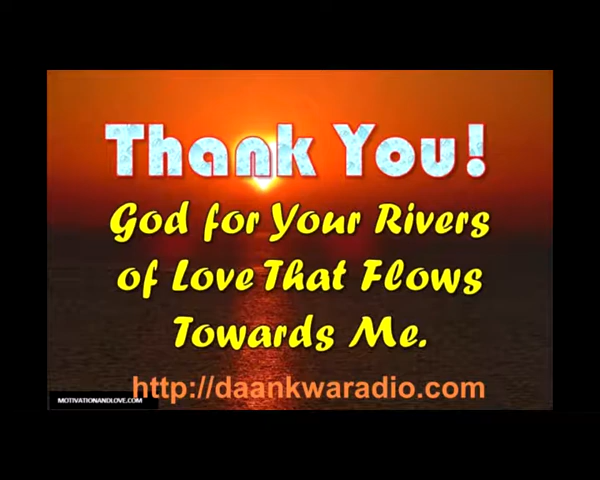 Thank You!
God for Your Rivers
of Love That Flows
Towards Me.
http://daankwaradio.com
MOTIVATIONANDLOVE.COM